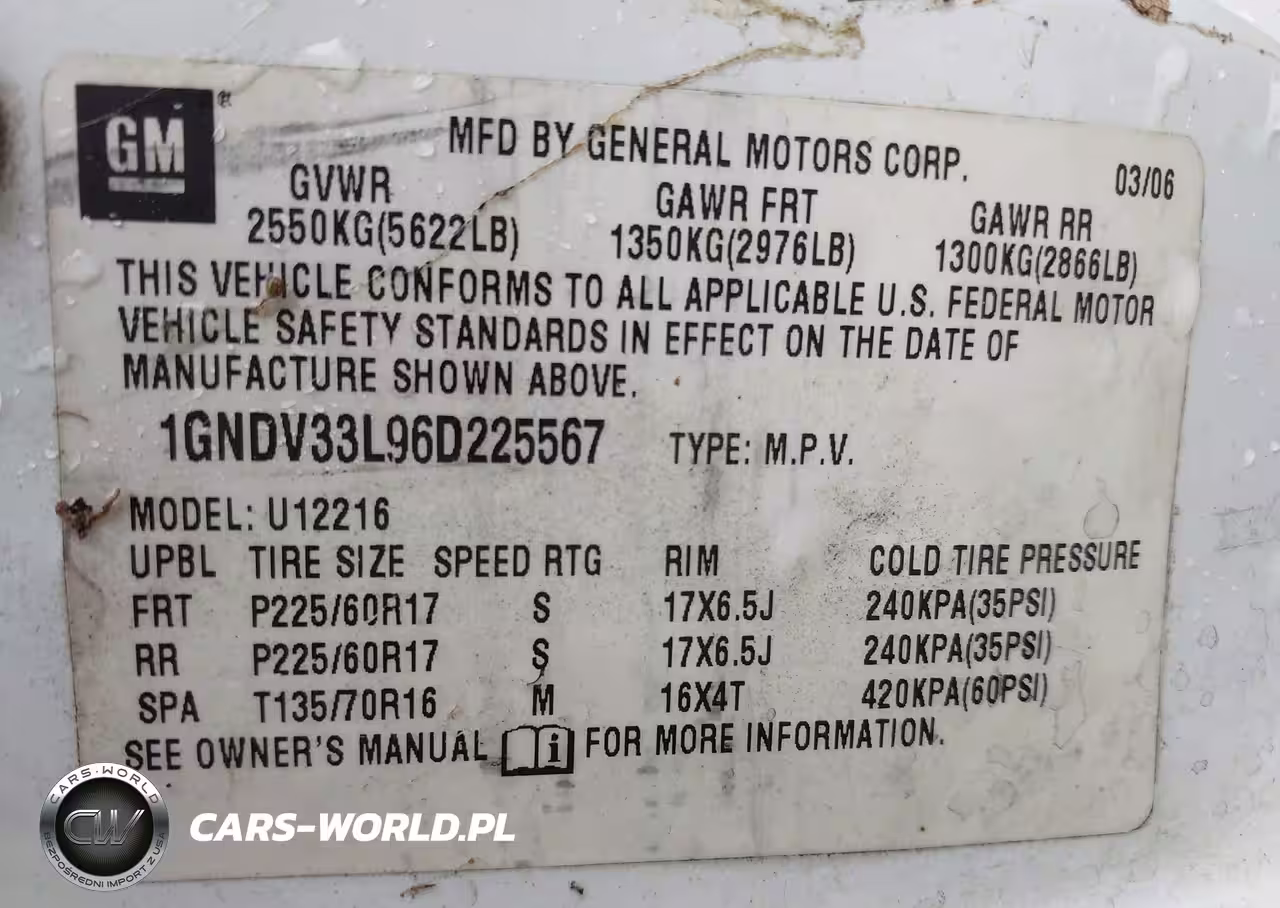 GM ®
MFD BY GENERAL MOTORS CORP.
03/06
GVWR GAWR FRT GAWR RR
2550KG(5622LB) 1350KG(2976LB) 1300KG(2866LB)
THIS VEHICLE CONFORMS TO ALL APPLICABLE U.S. FEDERAL MOTOR
VEHICLE SAFETY STANDARDS IN EFFECT ON THE DATE OF
MANUFACTURE SHOWN ABOVE.
1GNDV33L96D225567 TYPE: M.P.V.
MODEL: U12216
UPBL TIRE SIZE SPEED RTG RIM COLD TIRE PRESSURE
FRT P225/60R17 S 17X6.5J 240KPA(35PSI)
RR P225/60R17 S 17X6.5J 240KPA(35PSI)
SPA T135/70R16 M 16X4T 420KPA(60PSI)
SEE OWNER'S MANUAL i FOR MORE INFORMATION.
CARS-WORLD
CW
BEZPOŚREDNI IMPORT Z USA
CARS-WORLD.PL